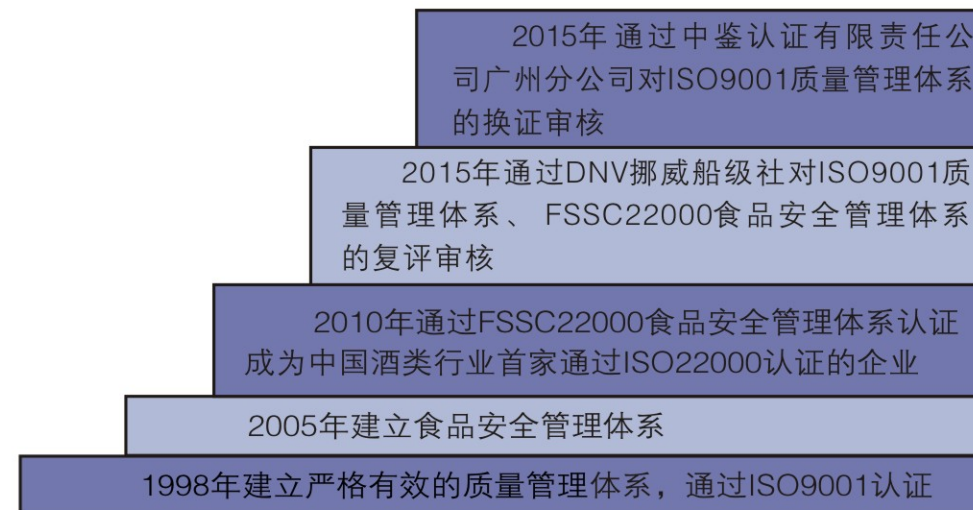 2015年通过中鉴认证有限责任公
司广州分公司对ISO9001质量管理体系
的换证审核
2015年通过DNV挪威船级社对ISO9001质
量管理体系、FSSC22000食品安全管理体系
的复评审核
2010年通过FSSC22000食品安全管理体系认证
成为中国酒类行业首家通过ISO22000认证的企业
2005年建立食品安全管理体系
1998年建立严格有效的质量管理体系，通过ISO9001认证